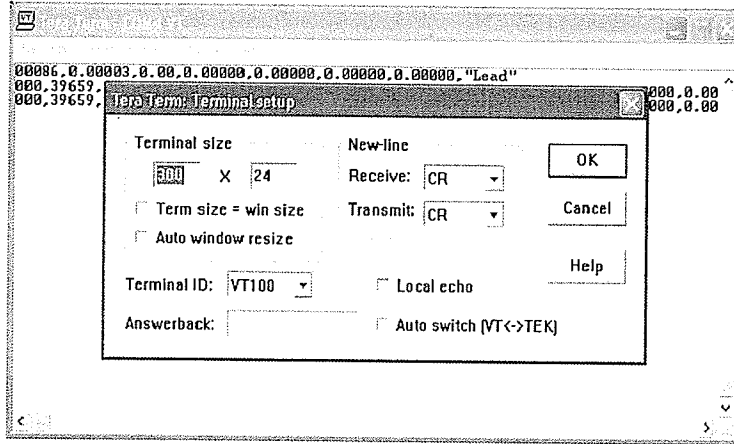 00086,0.00003,0.00,0.00000,0.00000,0.00000,0.00000,"Lead"
000,39659,
000,0.00
000,39659,
000,0.00
Tera Term: Terminal setup
Terminal size
300 X 24
Term size = win size
Auto window resize
New-line
Receive: CR
Transmit: CR
OK
Cancel
Help
Terminal ID: VT100
Local echo
Answerback:
Auto switch (VT<->TEK)